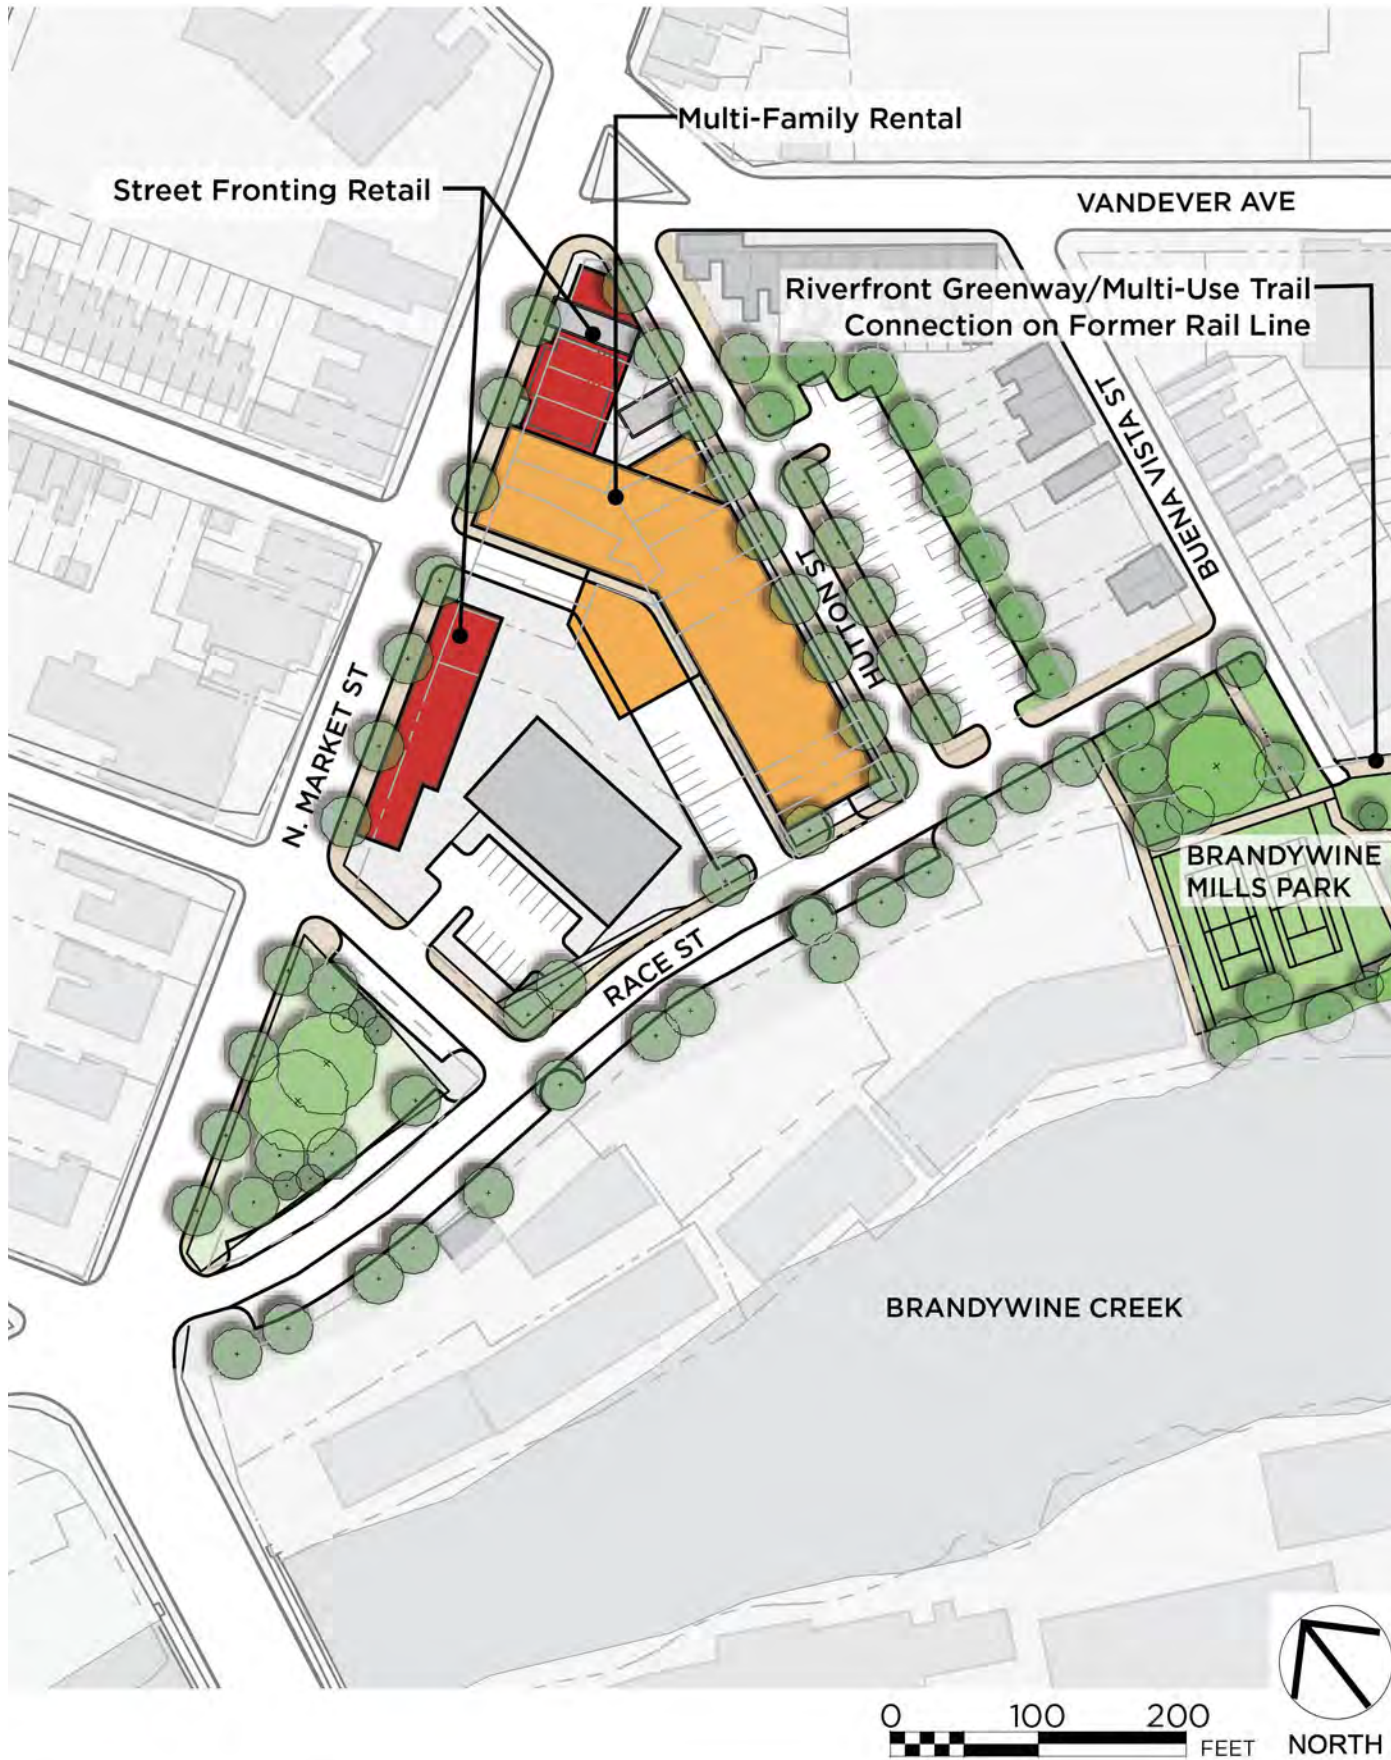 Multi-Family Rental
Street Fronting Retail
VANDEVER AVE
Riverfront Greenway/Multi-Use Trail
Connection on Former Rail Line
BUENA VISTA ST
HUTTON ST
N. MARKET ST
BRANDYWINE
MILLS PARK
RACE ST
BRANDYWINE CREEK
0 100 200
FEET
NORTH